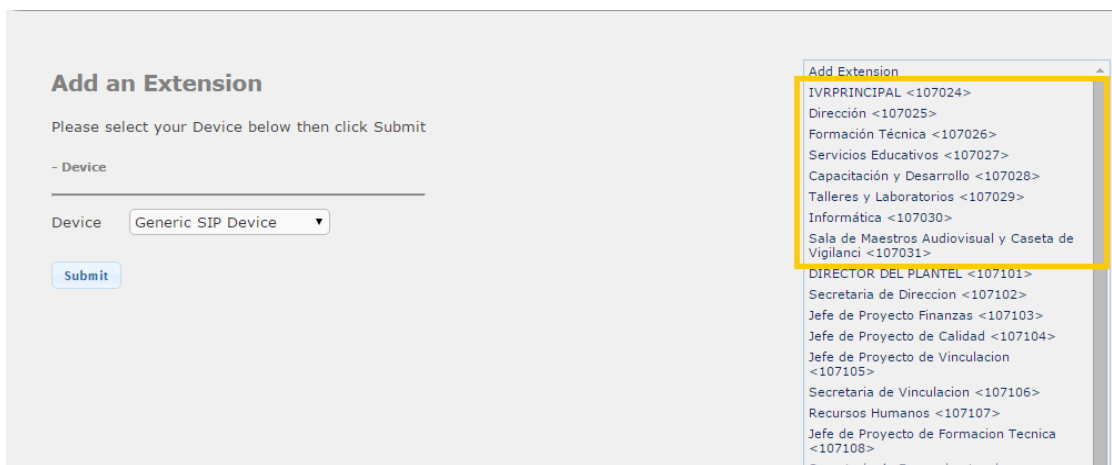 Add an Extension
Please select your Device below then click Submit
- Device
Device Generic SIP Device
Submit
Add Extension
IVRPRINCIPAL <107024>
Dirección <107025>
Formación Técnica <107026>
Servicios Educativos <107027>
Capacitación y Desarrollo <107028>
Talleres y Laboratorios <107029>
Informática <107030>
Sala de Maestros Audiovisual y Caseta de
Vigilanci <107031>
DIRECTOR DEL PLANTEL <107101>
Secretaria de Direccion <107102>
Jefe de Proyecto Finanzas <107103>
Jefe de Proyecto de Calidad <107104>
Jefe de Proyecto de Vinculacion
<107105>
Secretaria de Vinculacion <107106>
Recursos Humanos <107107>
Jefe de Proyecto de Formacion Tecnica
<107108>